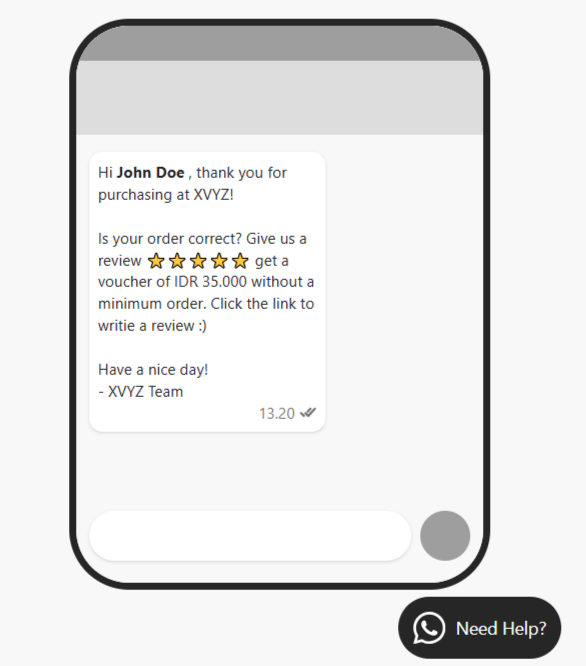 Hi John Doe , thank you for
purchasing at XVYZ!
Is your order correct? Give us a
review ⭐⭐⭐⭐⭐ get a
voucher of IDR 35.000 without a
minimum order. Click the link to
writie a review :)
Have a nice day!
- XVYZ Team
13.20
Need Help?